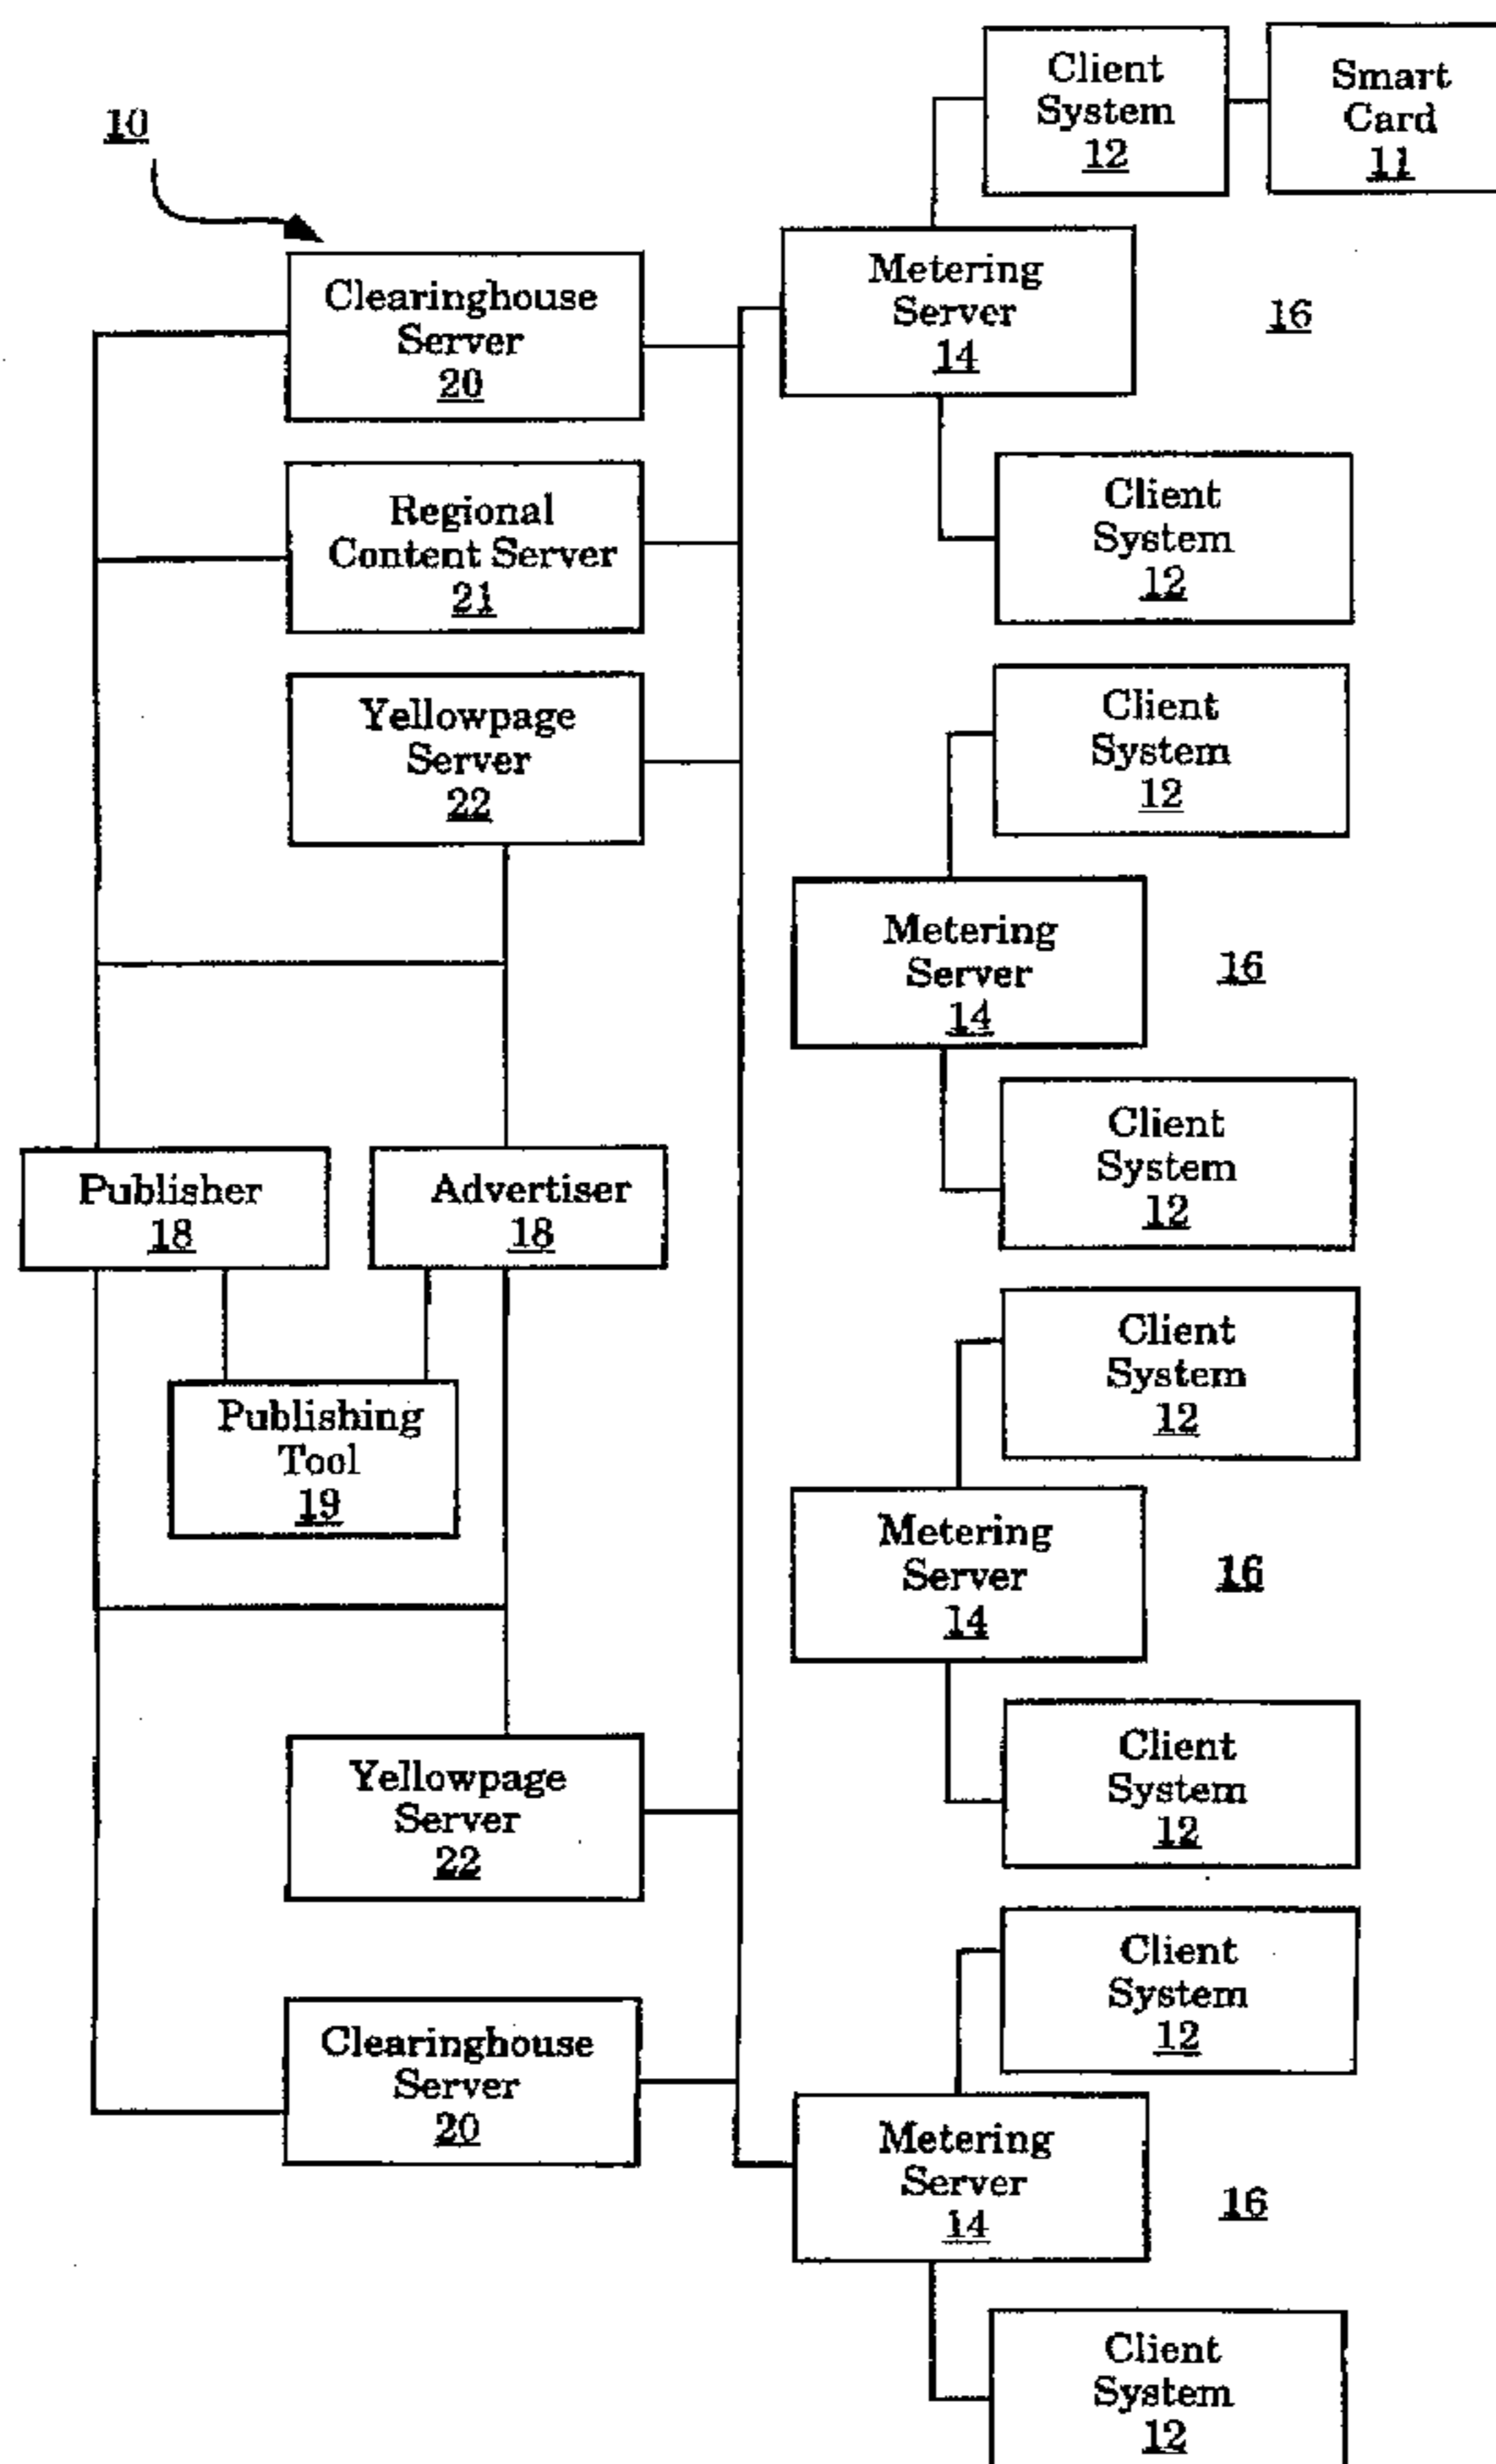 10
Client
System
12
Smart
Card
11
Clearinghouse
Server
20
Metering
Server
14
16
Regional
Content Server
21
Client
System
12
Yellowpage
Server
22
Client
System
12
Metering
Server
14
16
Client
System
12
Publisher
18
Advertiser
18
Publishing
Tool
19
Client
System
12
Metering
Server
14
16
Client
System
12
Yellowpage
Server
22
Client
System
12
Clearinghouse
Server
20
Metering
Server
14
16
Client
System
12